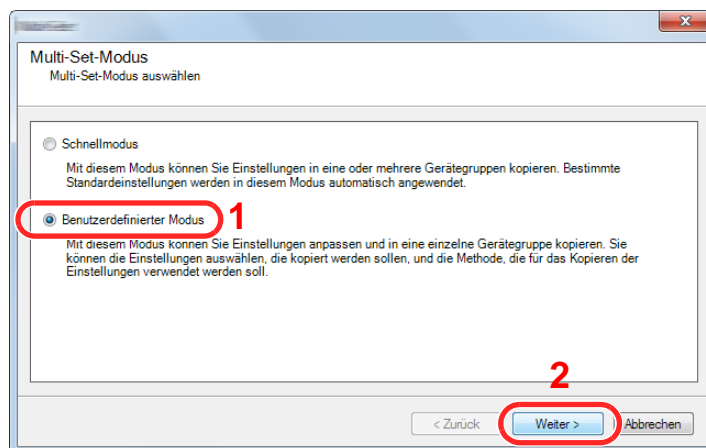 Multi-Set-Modus
Multi-Set-Modus auswählen
Schnellmodus
Mit diesem Modus können Sie Einstellungen in eine oder mehrere Gerätegruppen kopieren. Bestimmte
Standardeinstellungen werden in diesem Modus automatisch angewendet.
Benutzerdefinierter Modus 1
Mit diesem Modus können Sie Einstellungen anpassen und in eine einzelne Gerätegruppe kopieren. Sie
können die Einstellungen auswählen, die kopiert werden sollen, und die Methode, die für das Kopieren der
Einstellungen verwendet werden soll.
2
< Zurück Weiter > Abbrechen